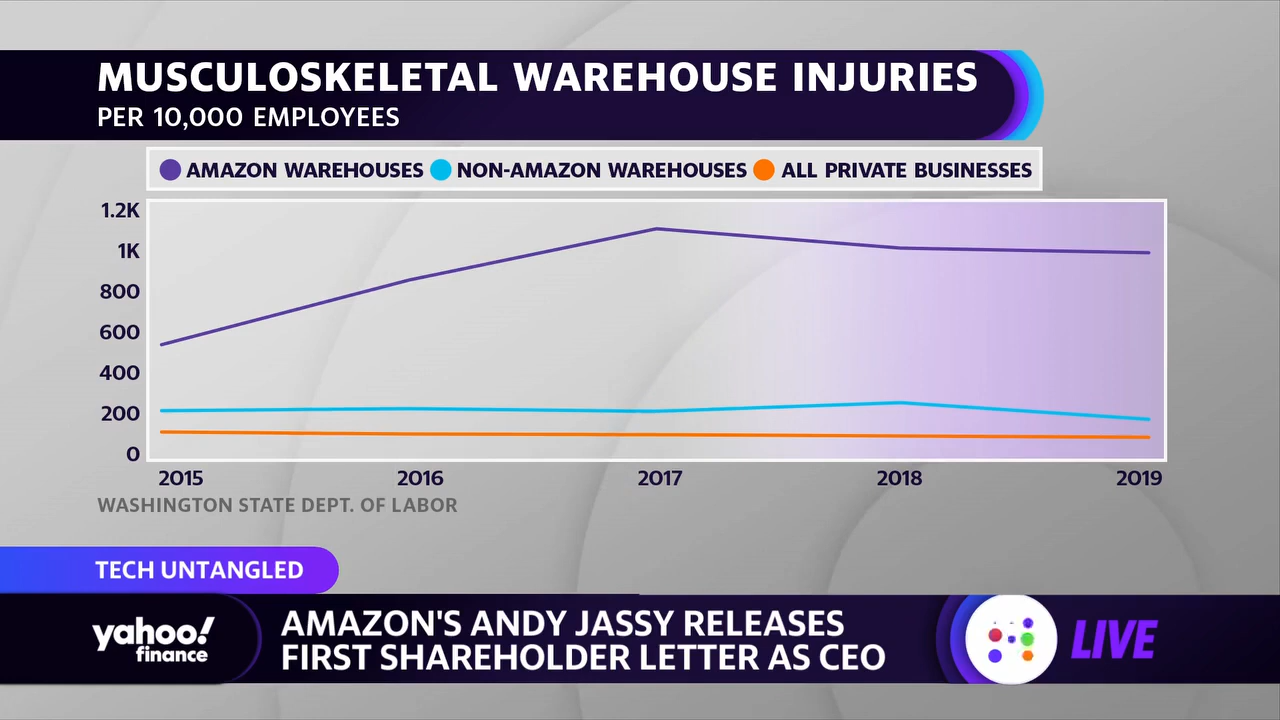 MUSCULOSKELETAL WAREHOUSE INJURIES
PER 10,000 EMPLOYEES
AMAZON WAREHOUSES NON-AMAZON WAREHOUSES ALL PRIVATE BUSINESSES
1.2K
1K
800
600
400
200
0
2015 2016 2017 2018 2019
WASHINGTON STATE DEPT. OF LABOR
TECH UNTANGLED
yahoo!
finance
AMAZON'S ANDY JASSY RELEASES
FIRST SHAREHOLDER LETTER AS CEO
LIVE